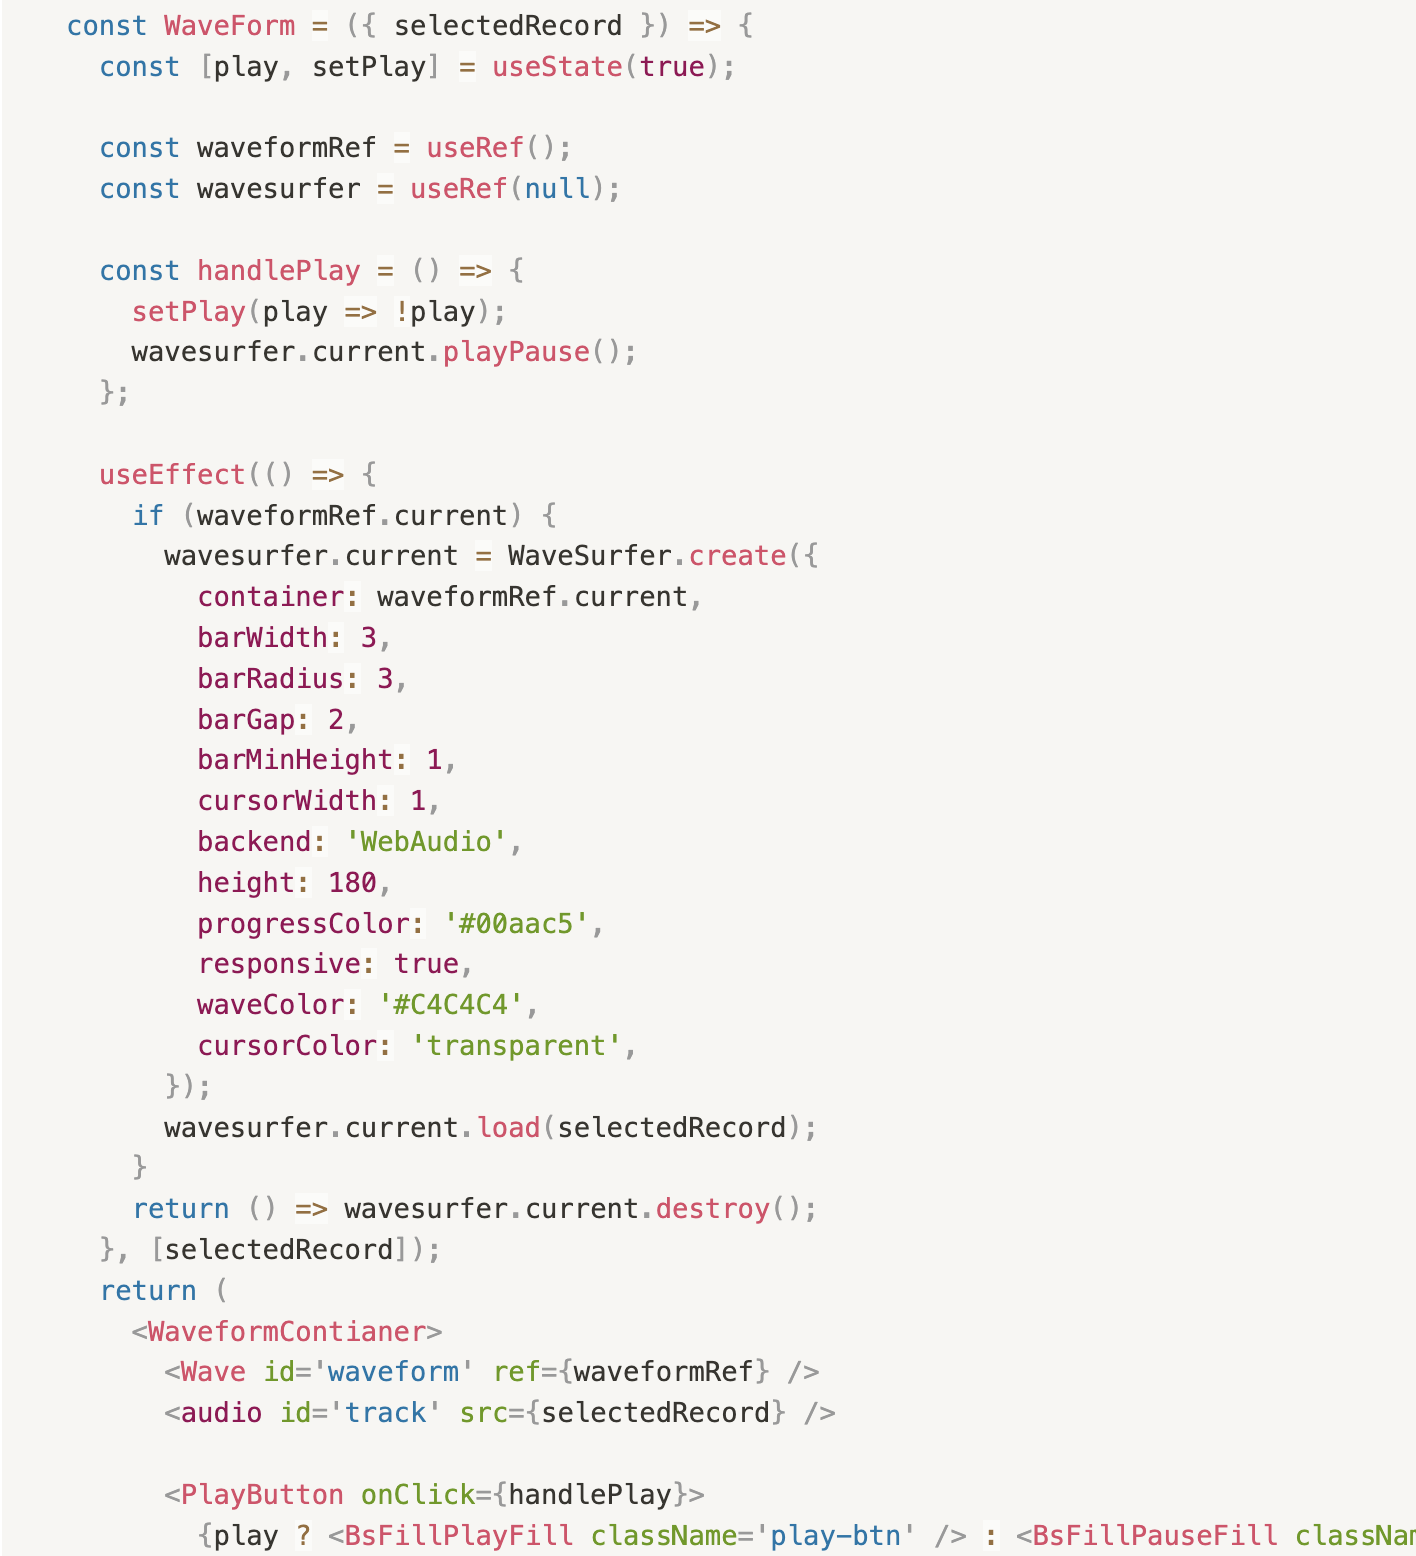 const WaveForm = ({ selectedRecord }) => {
const [play, setPlay] = useState(true);
const waveformRef = useRef();
const wavesurfer = useRef(null);
const handlePlay = () => {
setPlay(play => !play);
wavesurfer.current.playPause();
};
useEffect(() => {
if (waveformRef.current) {
wavesurfer.current = WaveSurfer.create({
container: waveformRef.current,
barWidth: 3,
barRadius: 3,
barGap: 2,
barMinHeight: 1,
cursorWidth: 1,
backend: 'WebAudio',
height: 180,
progressColor: '#00aac5',
responsive: true,
waveColor: '#C4C4C4',
cursorColor: 'transparent',
});
wavesurfer.current.load(selectedRecord);
}
return () => wavesurfer.current.destroy();
}, [selectedRecord]);
return (
<WaveformContianer>
<Wave id='waveform' ref={waveformRef} />
<audio id='track' src={selectedRecord} />
<PlayButton onClick={handlePlay}>
{play ? <BsFillPlayFill className='play-btn' /> : <BsFillPauseFill